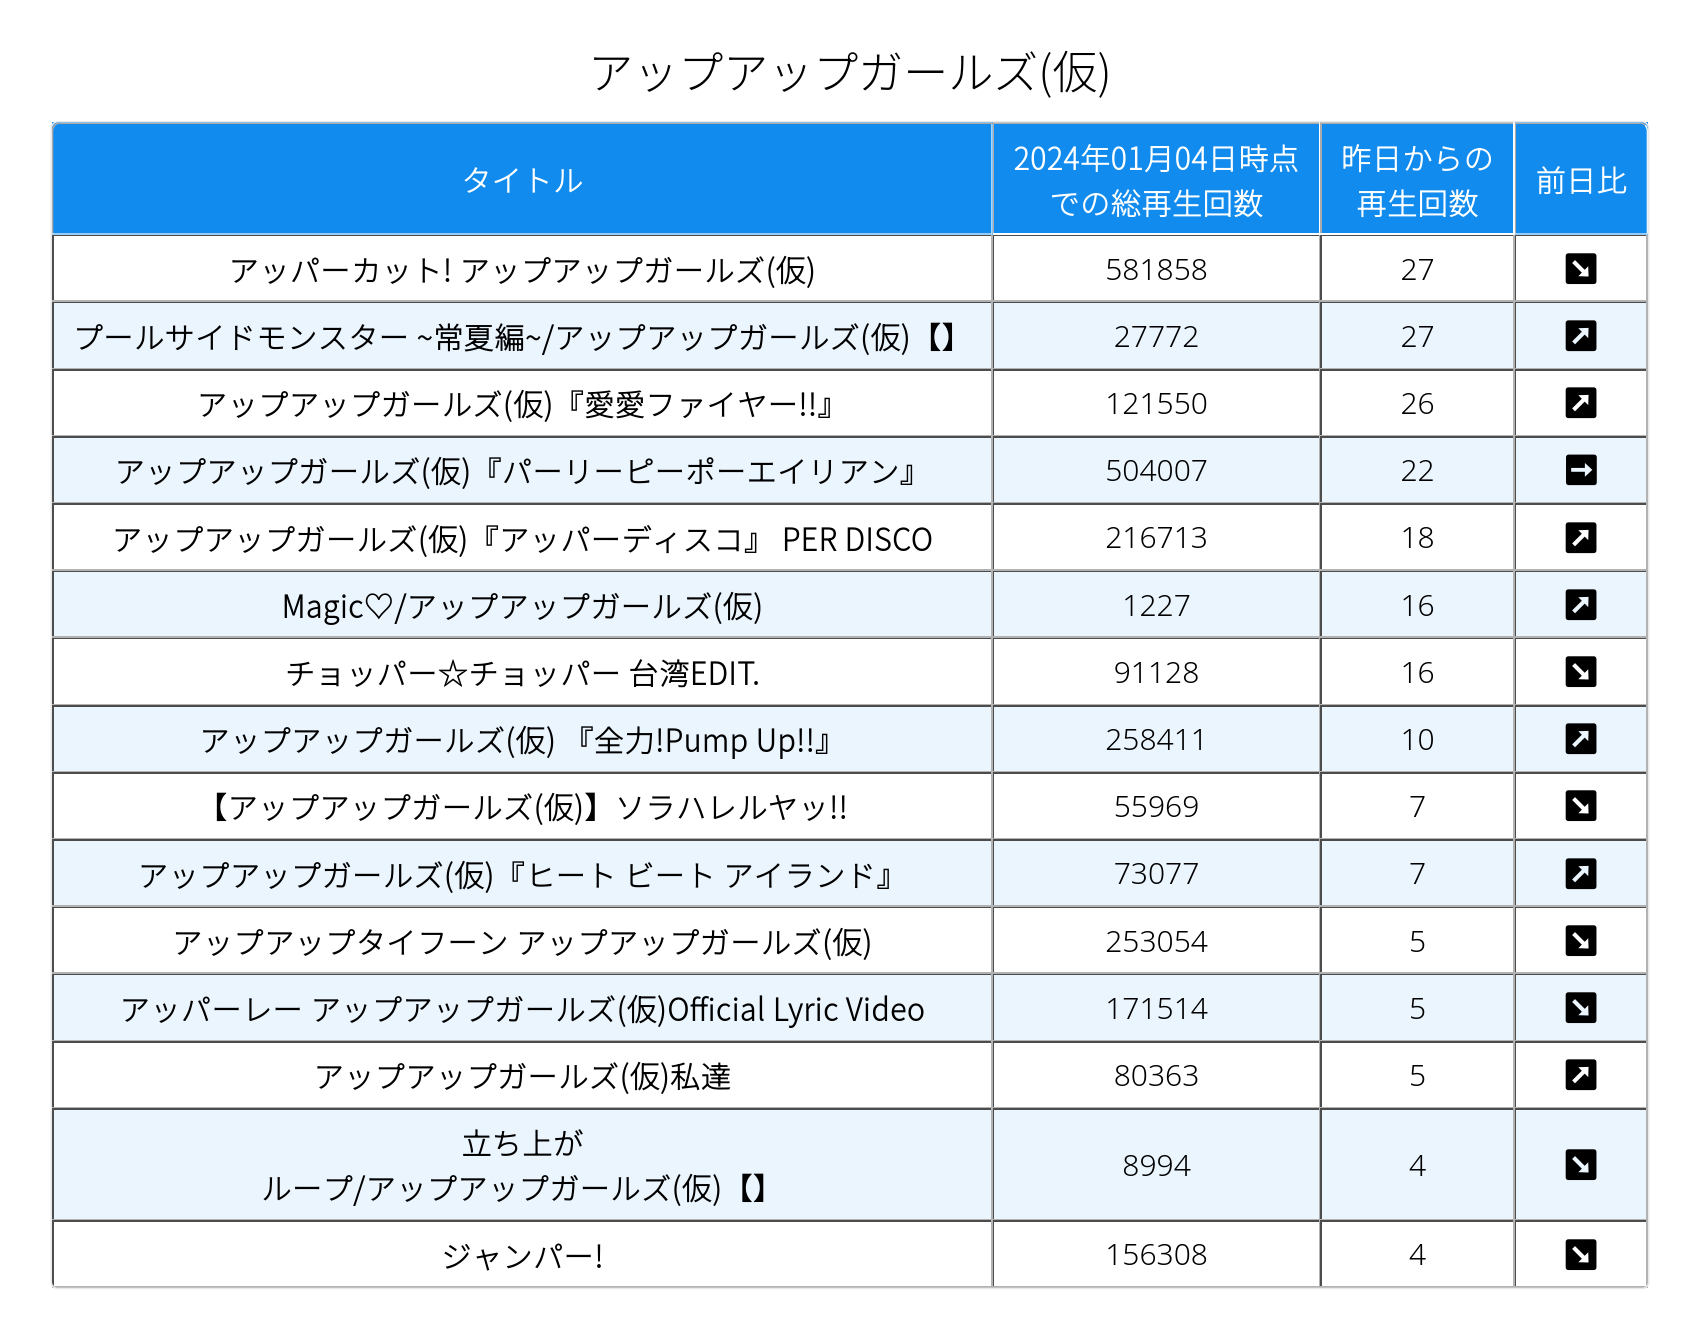 アップアップガールズ(仮)
タイトル 2024年01月04日時点 昨日からの 前日比
での総再生回数 再生回数
アッパーカット! アップアップガールズ(仮) 581858 27 ↘
プールサイドモンスター ~常夏編~/アップアップガールズ(仮)【】 27772 27 ↗
アップアップガールズ(仮)『愛愛ファイヤー!!』 121550 26 ↗
アップアップガールズ(仮)『パーリーピーポーエイリアン』 504007 22 →
アップアップガールズ(仮)『アッパーディスコ』 PER DISCO 216713 18 ↗
Magic♡/アップアップガールズ(仮) 1227 16 ↗
チョッパー☆チョッパー 台湾EDIT. 91128 16 ↘
アップアップガールズ(仮) 『全力!Pump Up!!』 258411 10 ↗
【アップアップガールズ(仮)】ソラハレルヤッ!! 55969 7 ↘
アップアップガールズ(仮)『ヒート ビート アイランド』 73077 7 ↗
アップアップタイフーン アップアップガールズ(仮) 253054 5 ↘
アッパーレー アップアップガールズ(仮)Official Lyric Video 171514 5 ↘
アップアップガールズ(仮)私達 80363 5 ↗
立ち上が
ループ/アップアップガールズ(仮)【】 8994 4 ↘
ジャンパー! 156308 4 ↘